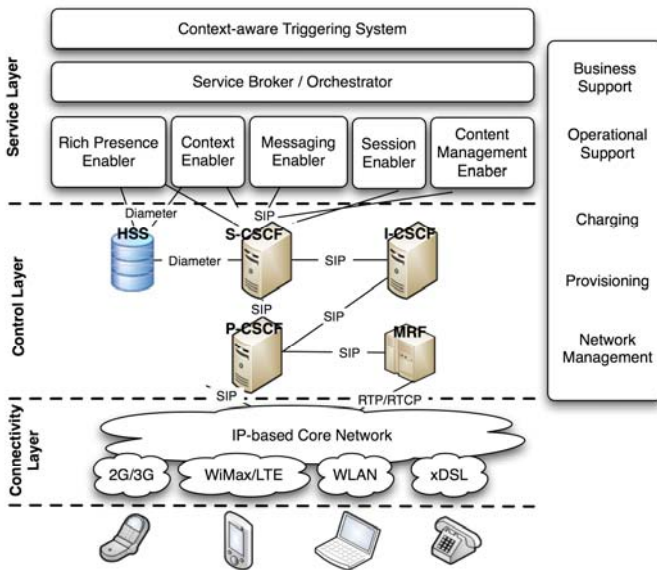 Context-aware Triggering System
Service Broker / Orchestrator
Service Layer
Rich Presence
Enabler
Context
Enabler
Messaging
Enabler
Session
Enabler
Content
Management
Enaber
Diameter
SIP
HSS
S-CSCF
I-CSCF
Diameter
SIP
Control Layer
SIP
SIP
P-CSCF
MRF
SIP
SIP
RTP/RTCP
Connectivity
Layer
IP-based Core Network
2G/3G
WiMax/LTE
WLAN
xDSL
Business
Support
Operational
Support
Charging
Provisioning
Network
Management